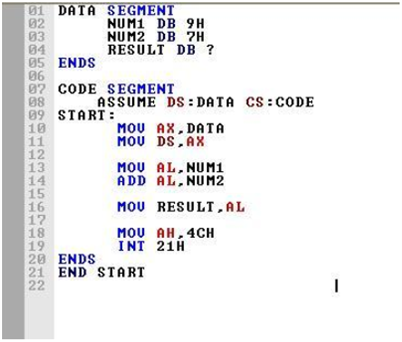 01 DATA SEGMENT
02 NUM1 DB 9H
03 NUM2 DB 7H
04 RESULT DB ?
05 ENDS
06
07 CODE SEGMENT
08 ASSUME DS:DATA CS:CODE
09 START:
10 MOV AX,DATA
11 MOV DS,AX
12
13 MOV AL,NUM1
14 ADD AL,NUM2
15
16 MOV RESULT,AL
17
18 MOV AH,4CH
19 INT 21H
20 ENDS
21 END START
22